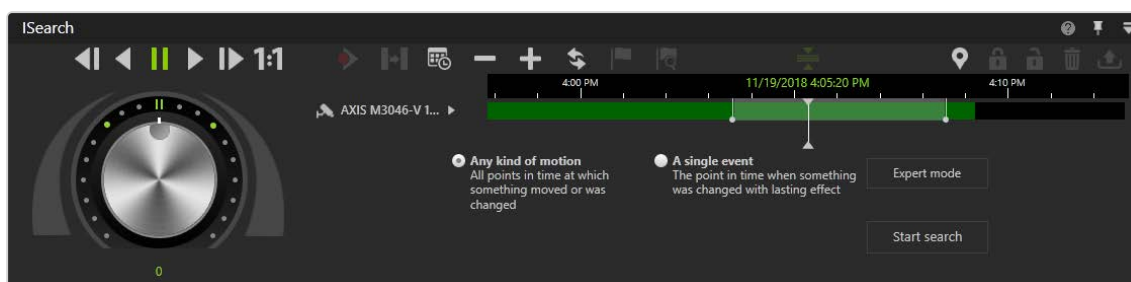 ISearch
1:1
4:00 PM
11/19/2018 4:05:20 PM
4:10 PM
AXIS M3046-V 1...
Any kind of motion
All points in time at which
something moved or was
changed
A single event
The point in time when something
was changed with lasting effect
Expert mode
Start search
0